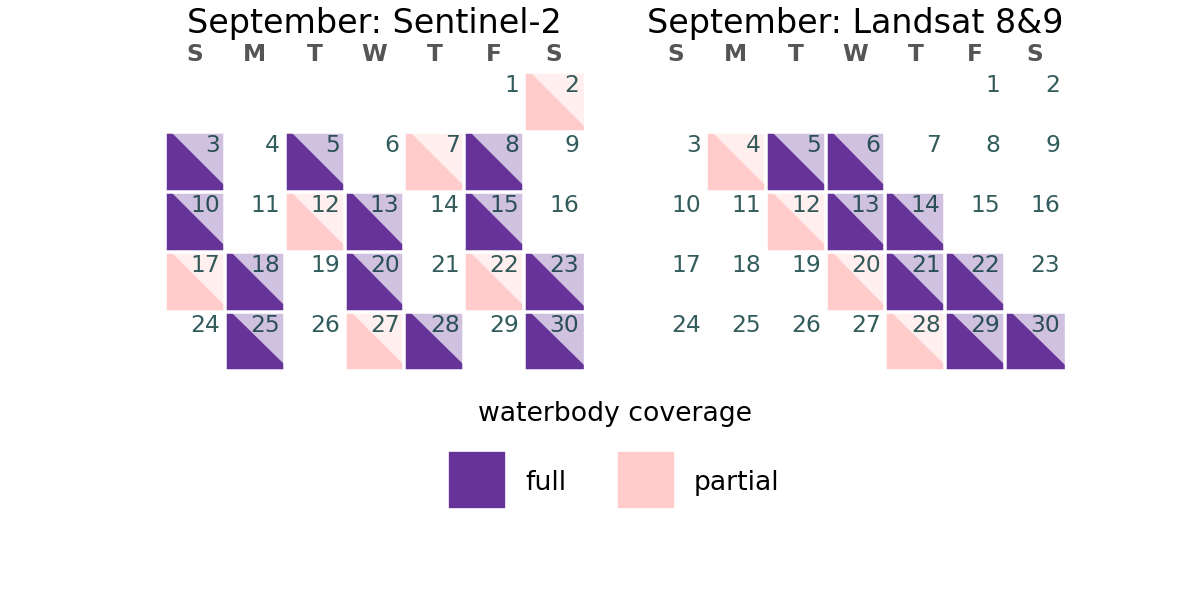 September: Sentinel-2
S M T W T F S
1 2
3 4 5 6 7 8 9
10 11 12 13 14 15 16
17 18 19 20 21 22 23
24 25 26 27 28 29 30
September: Landsat 8&9
S M T W T F S
1 2
3 4 5 6 7 8 9
10 11 12 13 14 15 16
17 18 19 20 21 22 23
24 25 26 27 28 29 30
waterbody coverage
full partial